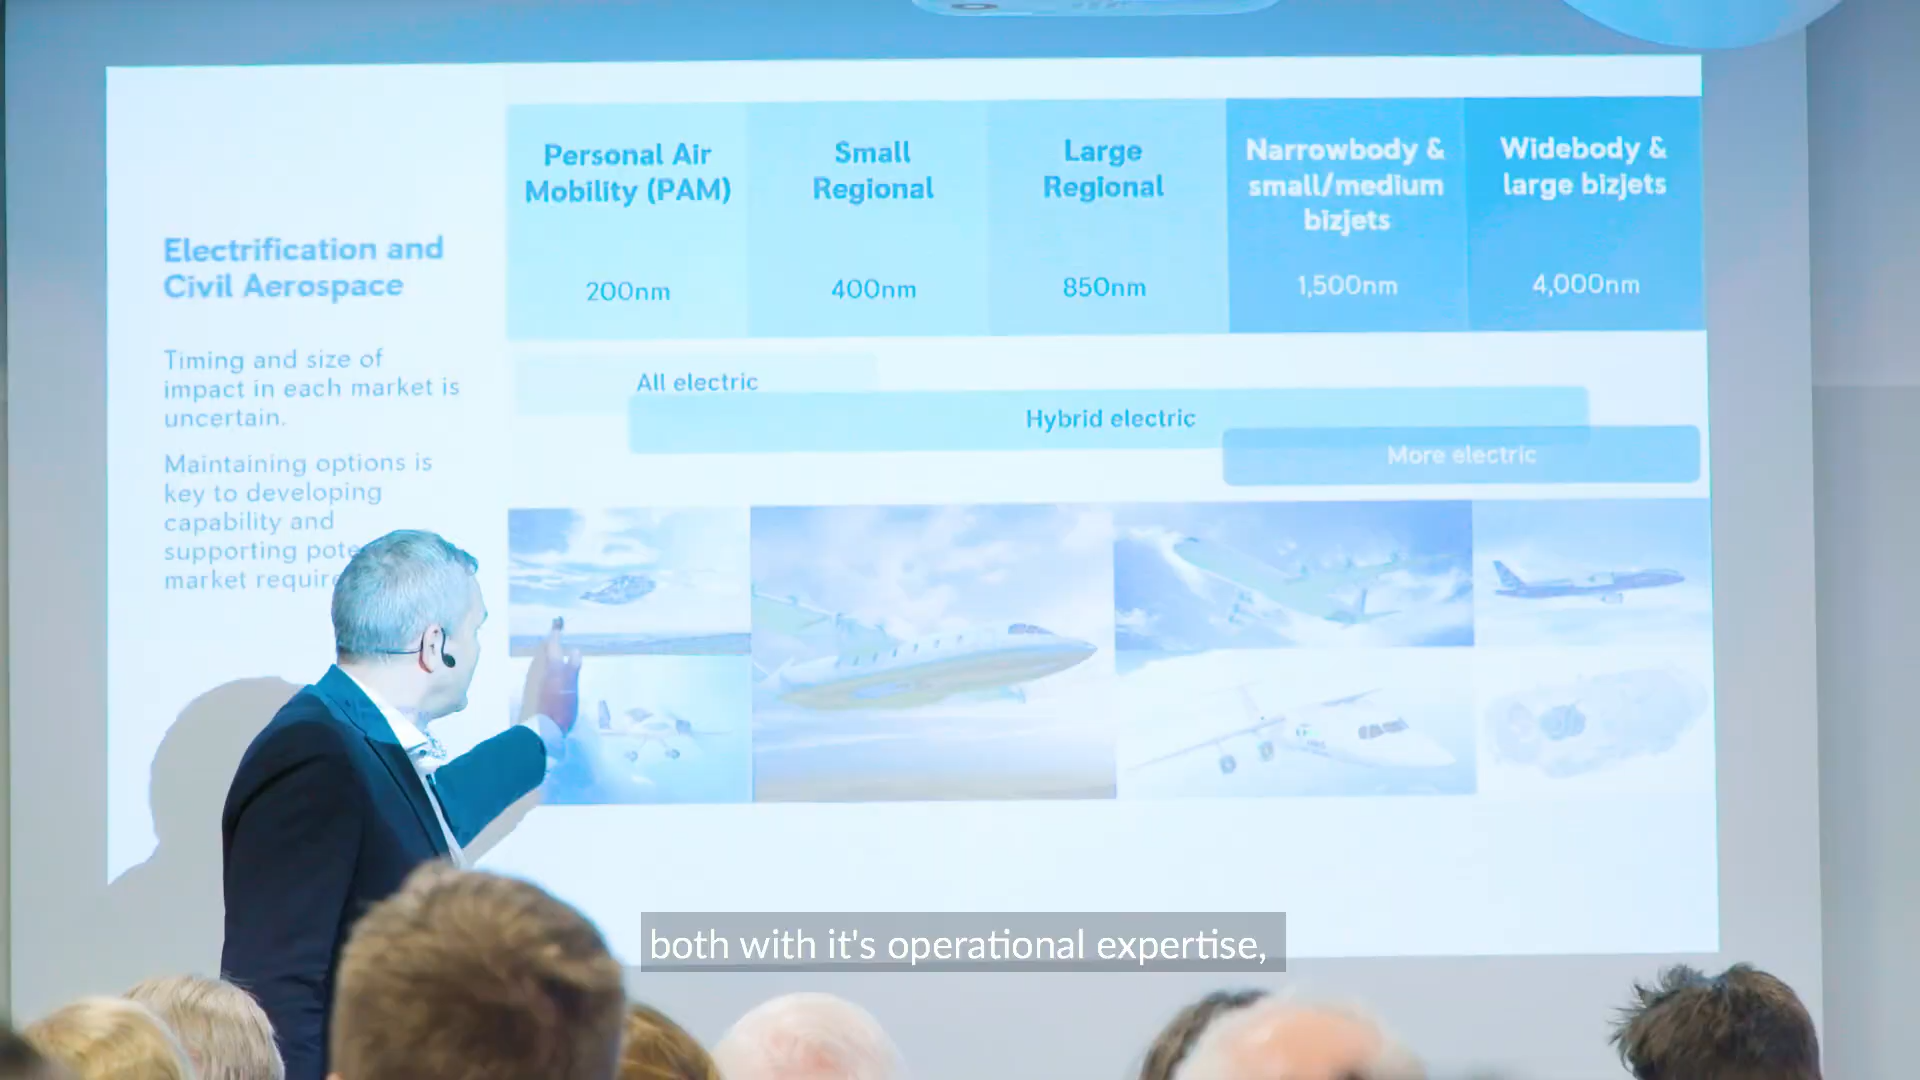 Electrification and
Civil Aerospace
Timing and size of
impact in each market is
uncertain.
Maintaining options is
key to developing
capability and
supporting
market
Personal Air
Mobility (PAM)
200nm
Small
Regional
400nm
Large
Regional
850nm
Narrowbody &
small/medium
bizjets
1,500nm
Widebody &
large bizjets
4,000nm
All electric
Hybrid electric
More electric
both with it's operational expertise,